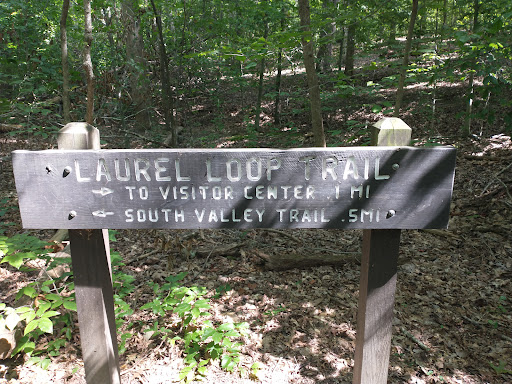 LAUREL LOOP TRAIL
→ TO VISITOR CENTER .1 MI
← SOUTH VALLEY TRAIL .5MI